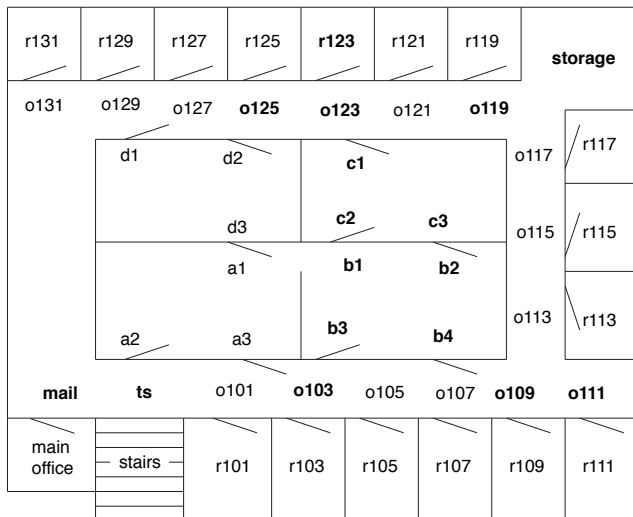 r131 r129 r127 r125 r123 r121 r119
storage
o131 o129 o127 o125 o123 o121 o119
d1 d2 c1 o117 r117
d3 c2 c3 o115 r115
a1 b1 b2
a2 a3 b3 b4 o113 r113
mail ts o101 o103 o105 o107 o109 o111
main
office stairs r101 r103 r105 r107 r109 r111